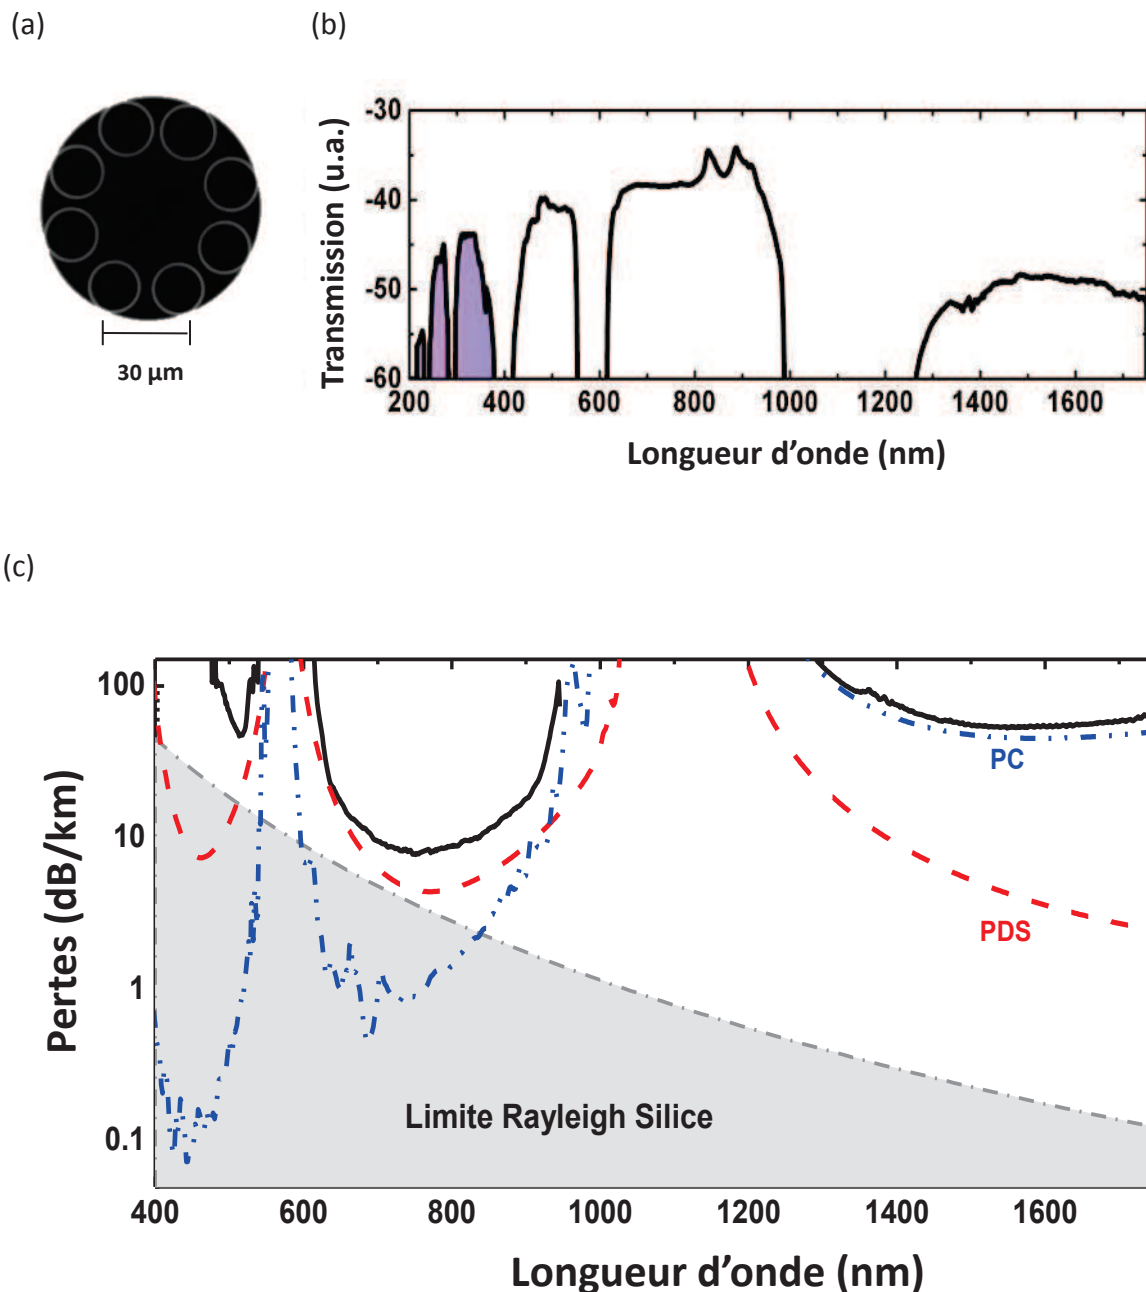 (a)
(b)
30 µm
Transmission (u.a.)
-30
-40
-50
-60
200 400 600 800 1000 1200 1400 1600
Longueur d'onde (nm)
(c)
Pertes (dB/km)
100
10
1
0.1
PC
PDS
Limite Rayleigh Silice
400 600 800 1000 1200 1400 1600
Longueur d'onde (nm)